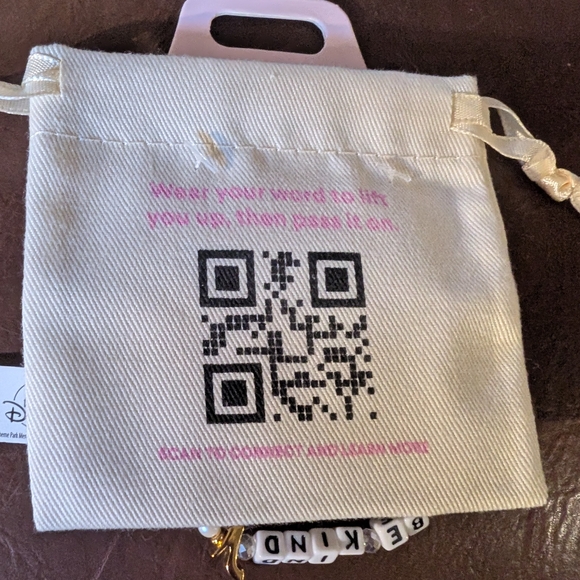 Wear your word to lift
you up, then pass it on.
SCAN TO CONNECT AND LEARN MORE
BE KIND